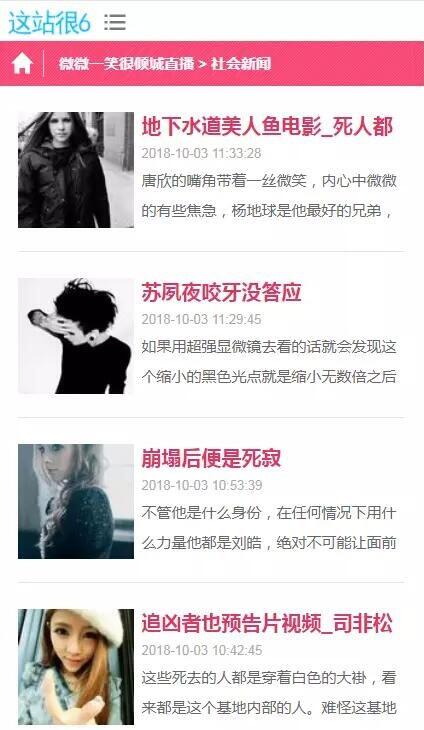 这站很6
微微一笑很倾城直播 > 社会新闻
地下水道美人鱼电影_死人都
2018-10-03 11:33:28
唐欣的嘴角带着一丝微笑，内心中微微
的有些焦急，杨地球是他最好的兄弟，
苏夙夜咬牙没答应
2018-10-03 11:29:45
如果用超强显微镜去看的话就会发现这
个缩小的黑色光点就是缩小无数倍之后
崩塌后便是死寂
2018-10-03 10:53:39
不管他是什么身份，在任何情况下用什
么力量他都是刘皓，绝对不可能让面前
追凶者也预告片视频_司非松
2018-10-03 10:42:45
这些死去的人都是穿着白色的大褂，看
来都是这个基地内部的人。难怪这基地